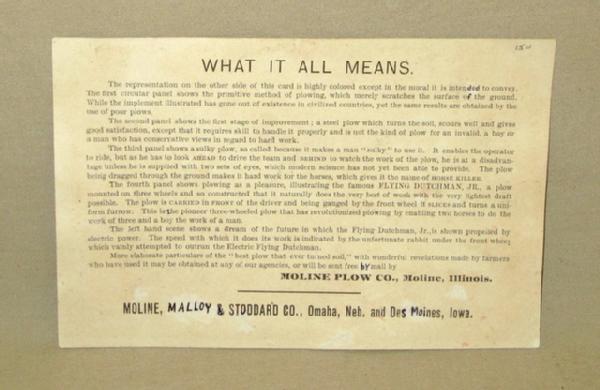 15⁰⁰
WHAT IT ALL MEANS.
The representation on the other side of this card is highly colored except in the moral it is intended to convey.
The first circular panel shows the primitive method of plowing, which merely scratches the surface of the ground.
While the implement illustrated has gone out of existence in civilized countries, yet the same results are obtained by the
use of poor plows.
The second panel shows the first stage of improvement; a steel plow which turns the soil, scours well and gives
good satisfaction, except that it requires skill to handle it properly and is not the kind of plow for an invalid, a boy or
a man who has conservative views in regard to hard work.
The third panel shows a sulky plow, so called because it makes a man "sulky" to use it. It enables the operator
to ride, but as he has to look AHEAD to drive the team and BEHIND to watch the work of the plow, he is at a disadvan-
tage unless he is supplied with two sets of eyes, which modern science has not yet been able to provide. The plow
being dragged through the ground makes it hard work for the horses, which gives it the name of HORSE KILLER.
The fourth panel shows plowing as a pleasure, illustrating the famous FLYING DUTCHMAN, JR., a plow
mounted on three wheels and so constructed that it naturally does the very best of work with the very lightest draft
possible. The plow is CARRIED IN FRONT of the driver and being gauged by the front wheel it SLICES and turns a uni-
form furrow. This is the pioneer three-wheeled plow that has revolutionized plowing by enabling two horses to do the
work of three and a boy the work of a man.
The left hand scene shows a dream of the future in which the Flying Dutchman, Jr., is shown propelled by
electric power. The speed with which it does its work is indicated by the unfortunate rabbit under the front wheel
which vainly attempted to outrun the Electric Flying Dutchman.
More elaborate particulars of the "best plow that ever turned soil," with wonderful revelations made by farmers
who have used it may be obtained at any of our agencies, or will be sent free by mail by
MOLINE PLOW CO., Moline, Illinois.
MOLINE, MALLOY & STODDARD CO., Omaha, Neb. and Des Moines, Iowa.